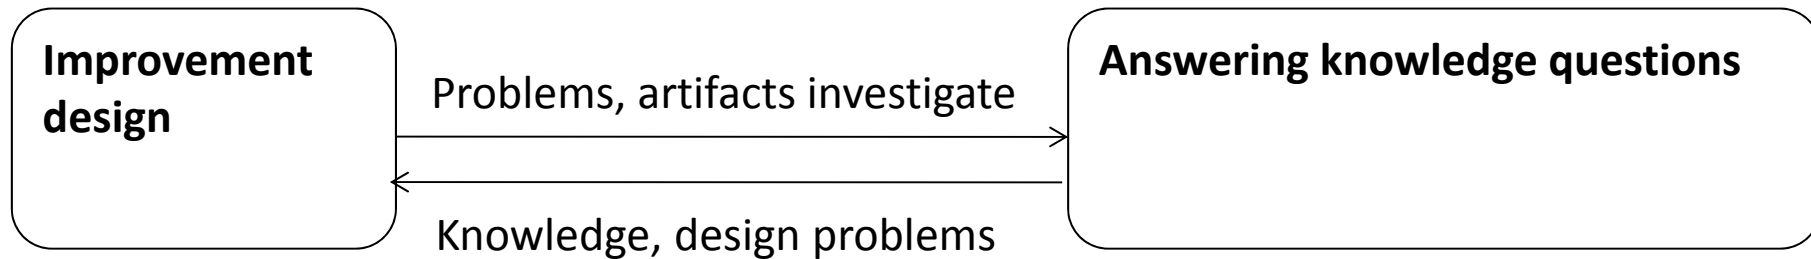 Improvement
design
Problems, artifacts investigate
Knowledge, design problems
Answering knowledge questions